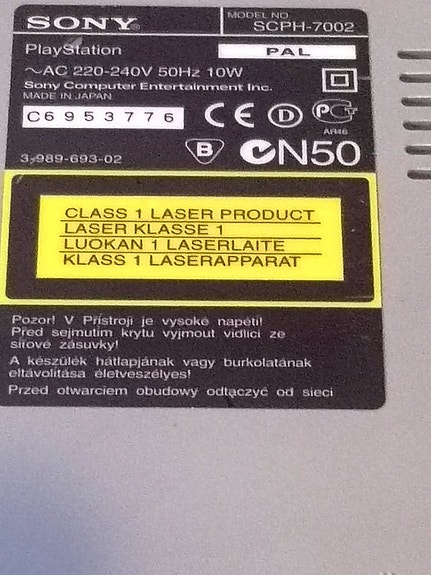 SONY
MODEL NO.
SCPH-7002
PlayStation
PAL
~AC 220-240V 50Hz 10W
Sony Computer Entertainment Inc.
MADE IN JAPAN
C6953776
CE
D
PCT
AR46
3-989-693-02
B
N50
CLASS 1 LASER PRODUCT
LASER KLASSE 1
LUOKAN 1 LASERLAITE
KLASS 1 LASERAPPARAT
Pozor! V Přístroji je vysoké napětí!
Před sejmutím krytu vyjmout vidlici ze
síťové zásuvky!
A készülék hátlapjának vagy burkolatának
eltávolítása életveszélyes!
Przed otwarciem obudowy odłączyć od sieci